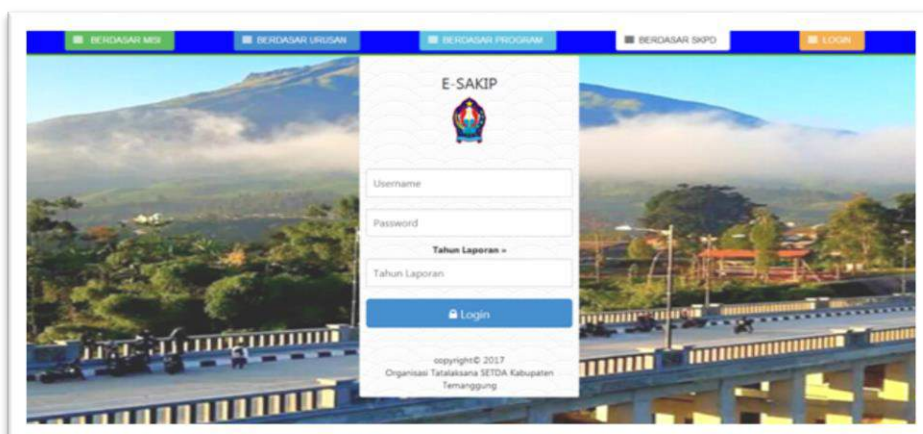 BERDASAR MISI
BERDASAR URUSAN
BERDASAR PROGRAM
BERDASAR SKPD
LOGIN
E-SAKIP
Username
Password
Tahun Laporan »
Tahun Laporan
Login
copyright© 2017
Organisasi Tatalaksana SETDA Kabupaten
Temanggung